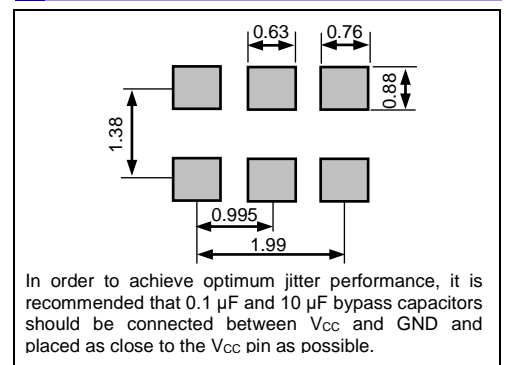 0.63 0.76
0.88
1.38
0.995
1.99
In order to achieve optimum jitter performance, it is
recommended that 0.1 µF and 10 µF bypass capacitors
should be connected between VCC and GND and
placed as close to the VCC pin as possible.